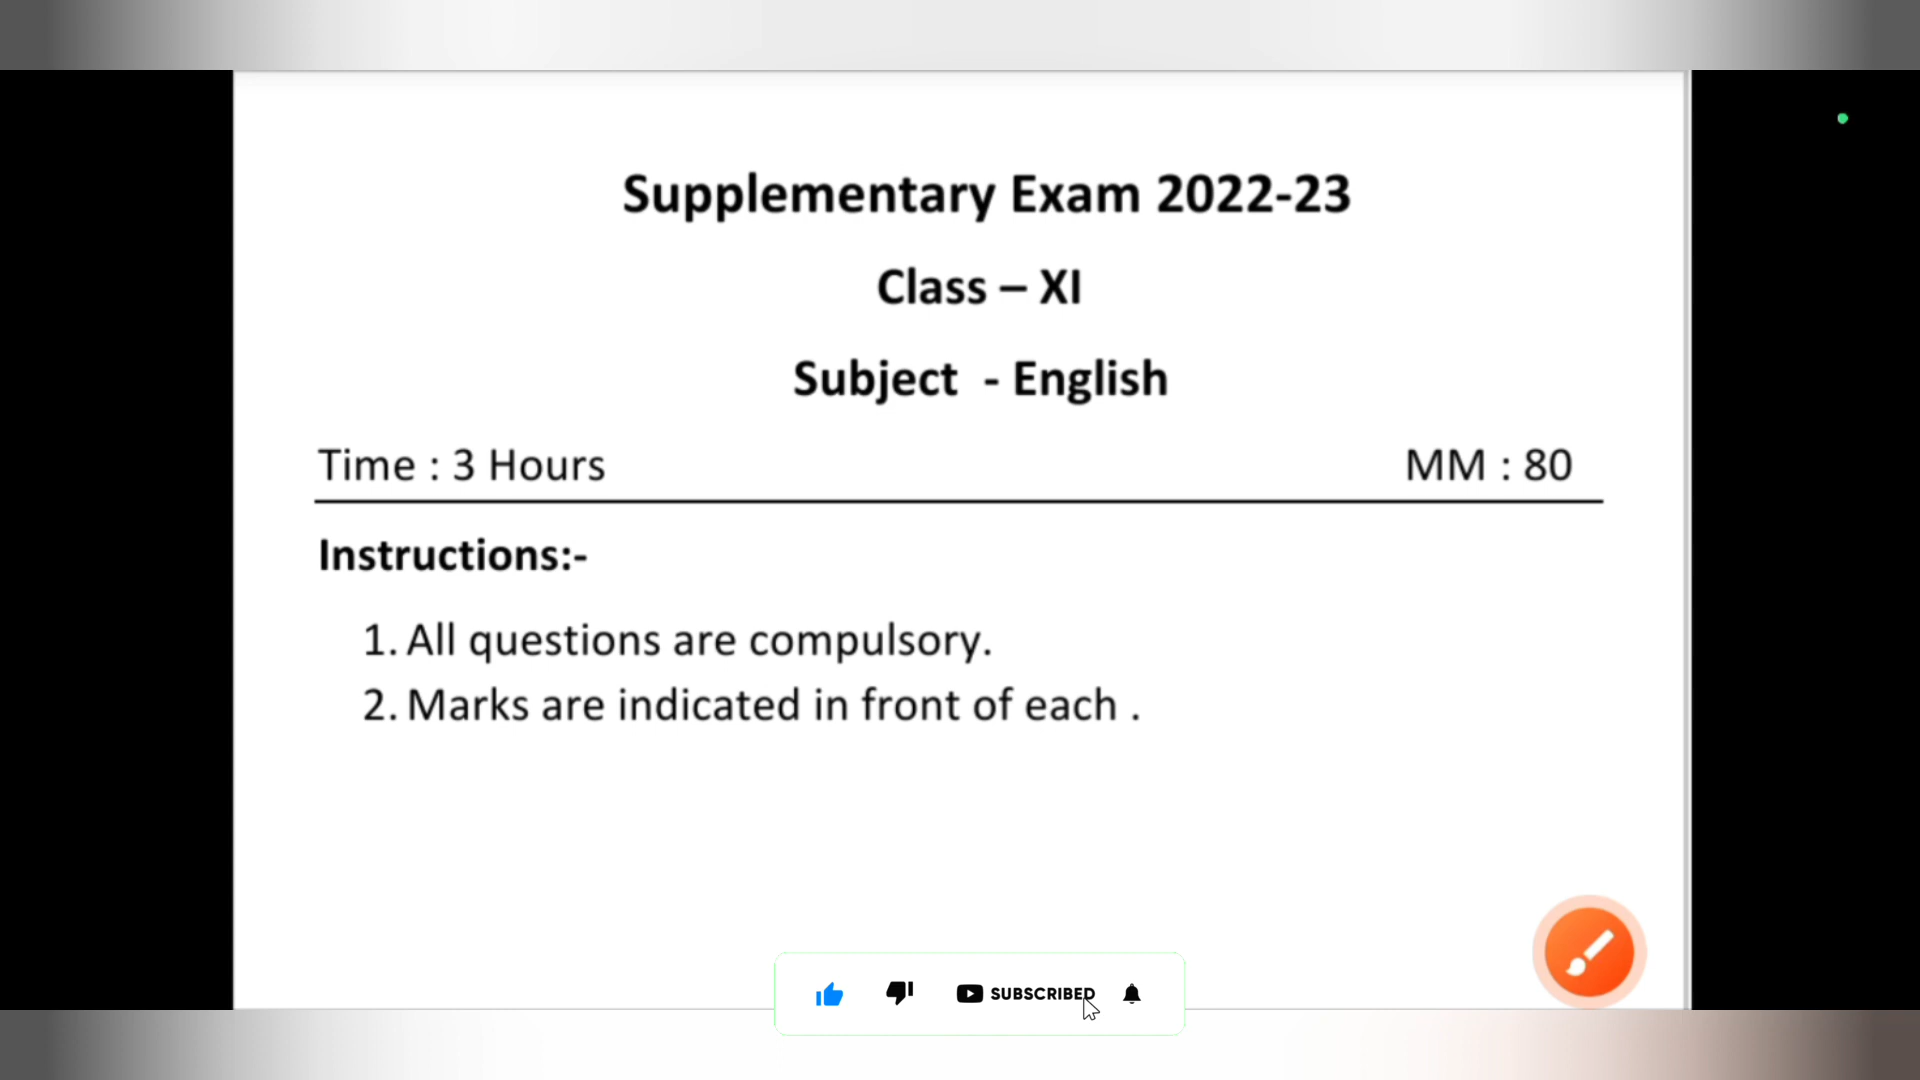 Supplementary Exam 2022-23
Class – XI
Subject - English
Time : 3 Hours MM : 80
Instructions:-
1. All questions are compulsory.
2. Marks are indicated in front of each .
SUBSCRIBED